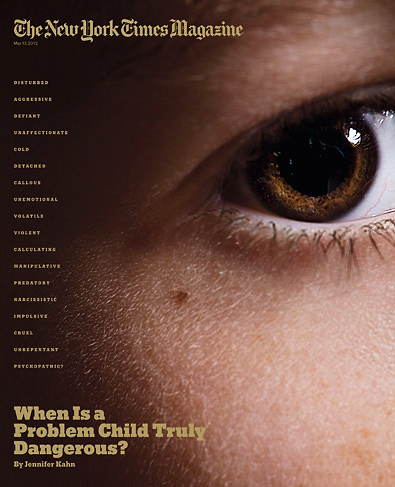 The New York Times Magazine
May 13, 2012
DISTURBED
AGGRESSIVE
DEFIANT
UNAFFECTIONATE
COLD
DETACHED
CALLOUS
UNEMOTIONAL
VOLATILE
VIOLENT
CALCULATING
MANIPULATIVE
PREDATORY
NARCISSISTIC
IMPULSIVE
CRUEL
UNREPENTANT
PSYCHOPATHIC?
When Is a
Problem Child Truly
Dangerous?
By Jennifer Kahn